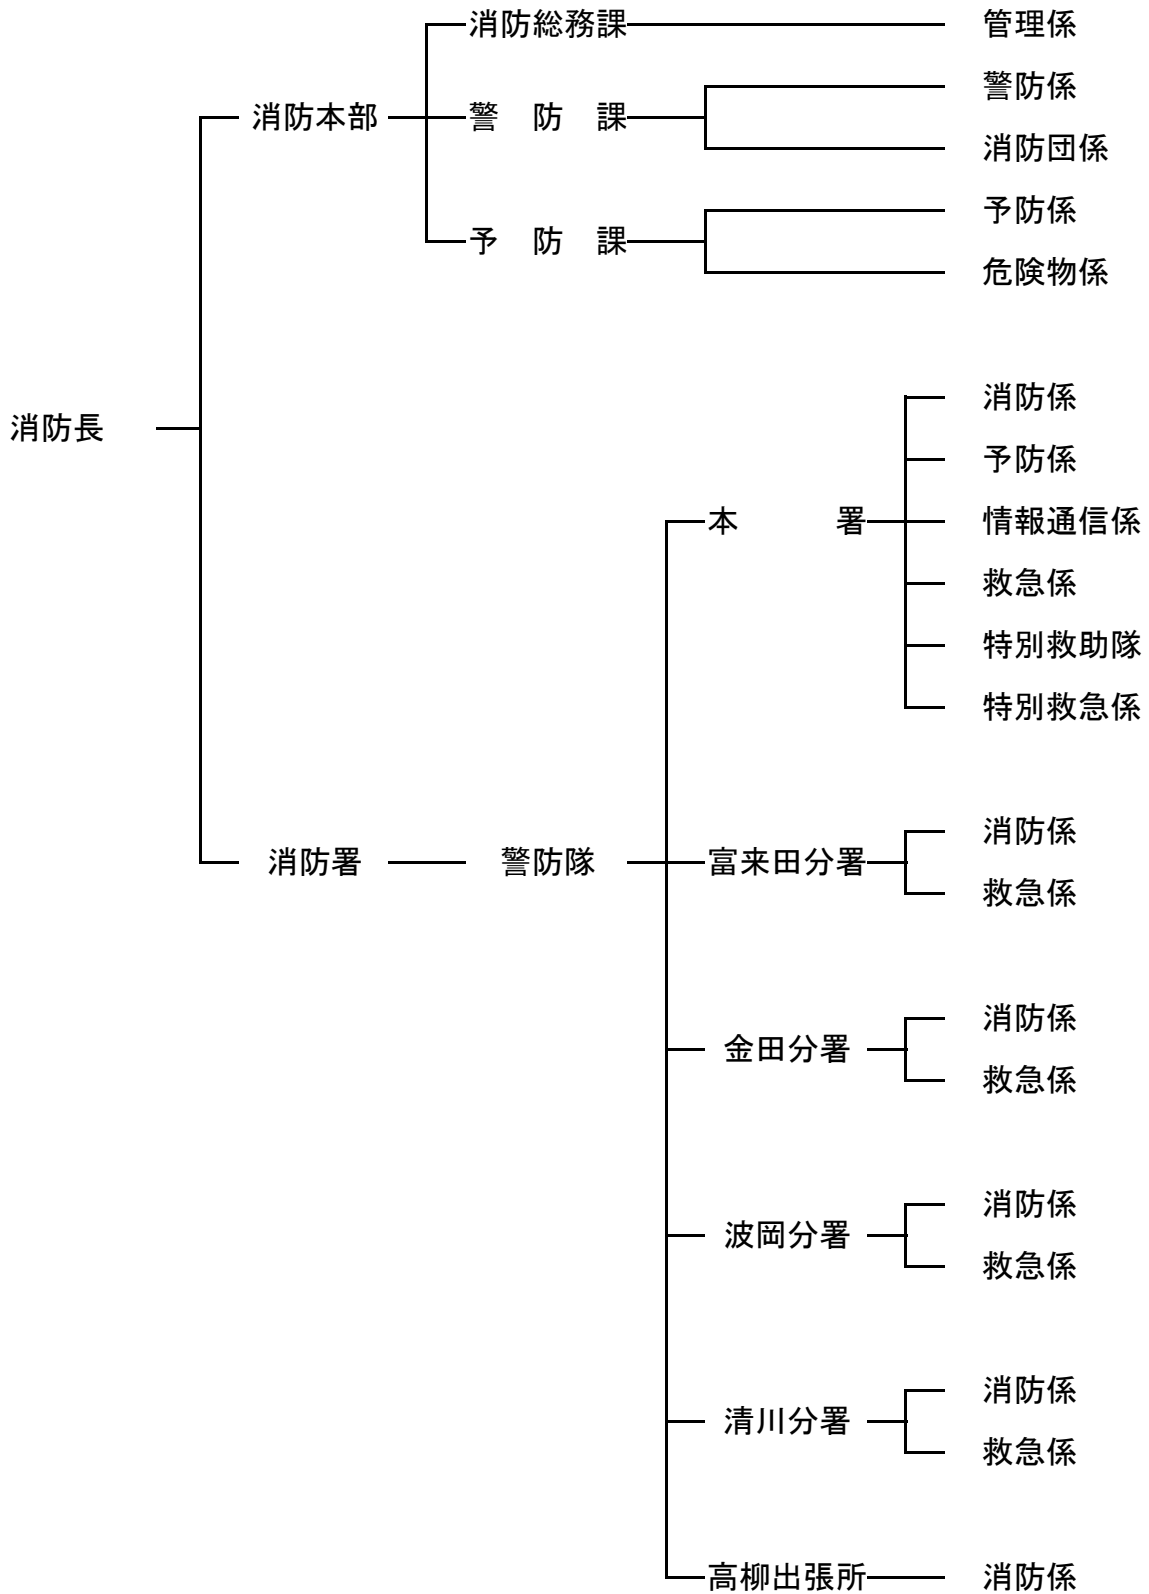 消防総務課 管理係
警防係
消防本部 警防課
消防団係
予防係
予防課
危険物係
消防係
消防長
予防係
本署 情報通信係
救急係
特別救助隊
特別救急係
消防係
消防署 警防隊 富来田分署
救急係
消防係
金田分署
救急係
消防係
波岡分署
救急係
消防係
清川分署
救急係
高柳出張所 消防係